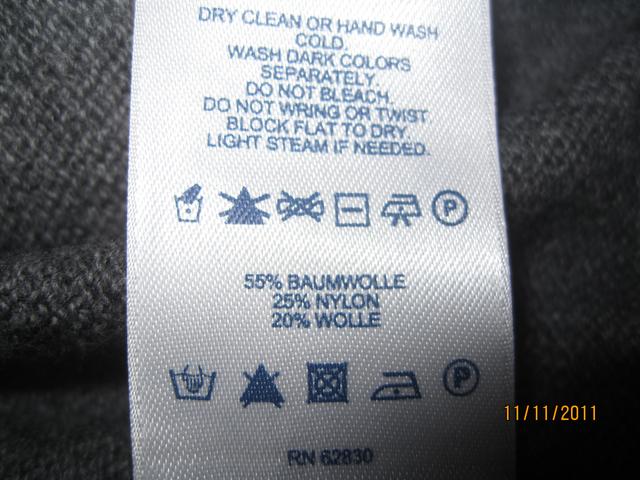 DRY CLEAN OR HAND WASH
COLD.
WASH DARK COLORS
SEPARATELY.
DO NOT BLEACH.
DO NOT WRING OR TWIST.
BLOCK FLAT TO DRY.
LIGHT STEAM IF NEEDED.
P
55% BAUMWOLLE
25% NYLON
20% WOLLE
P
RN 62830
11/11/2011